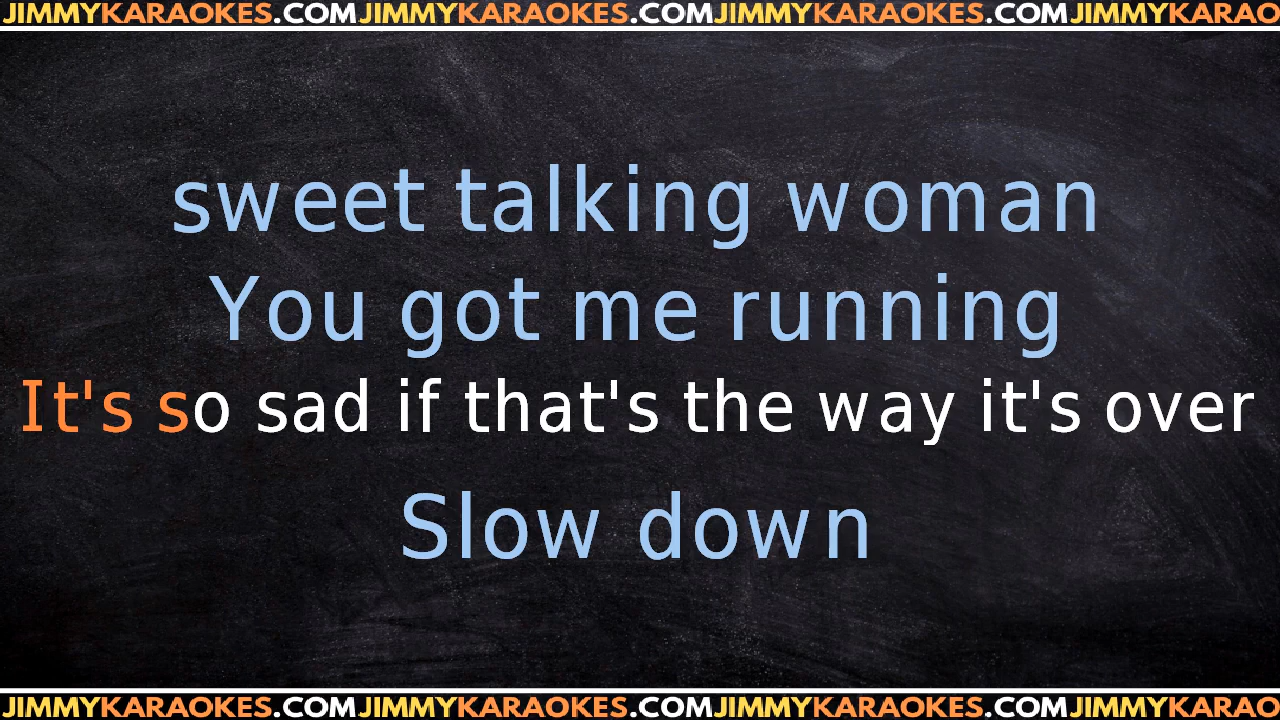 JIMMYKARAOKES.COMJIMMYKARAOKES.COMJIMMYKARAOKES.COMJIMMYKARAO
sweet talking woman
You got me running
It's so sad if that's the way it's over
Slow down
JIMMYKARAOKES.COMJIMMYKARAOKES.COMJIMMYKARAOKES.COMJIMMYKARAO